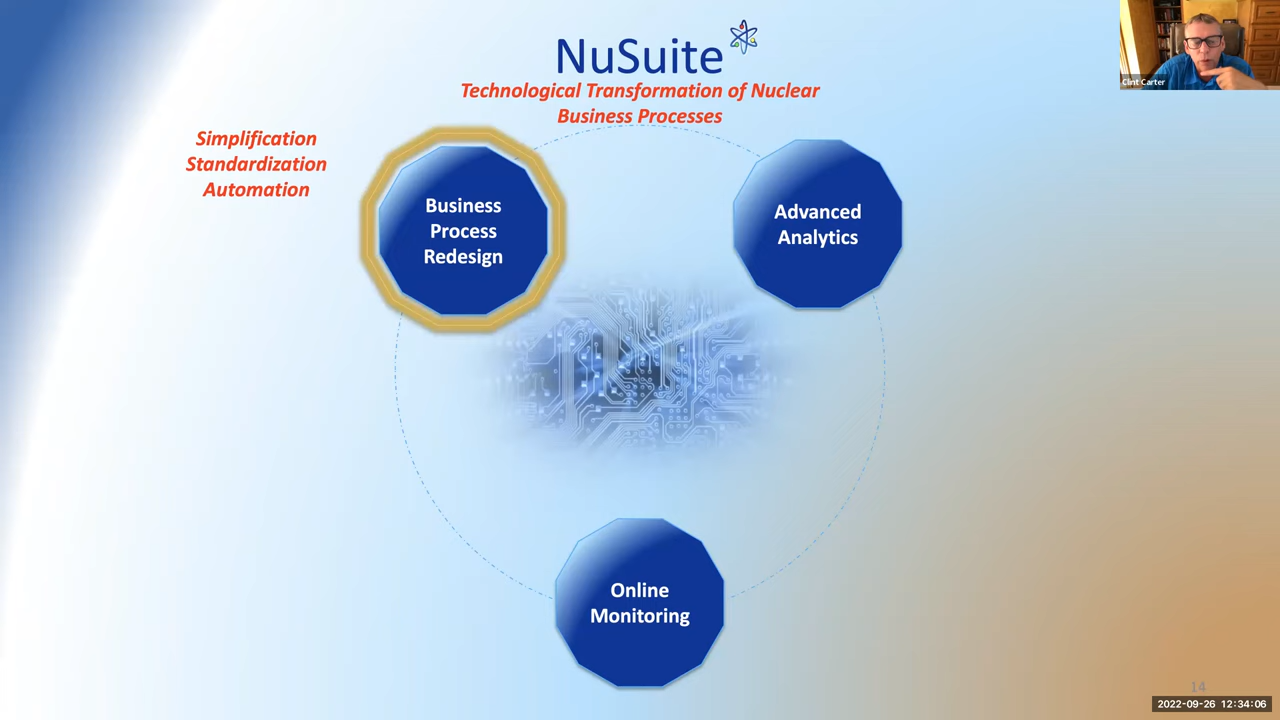 NuSuite
Technological Transformation of Nuclear
Business Processes
Simplification
Standardization
Automation
Business
Process
Redesign
Advanced
Analytics
Online
Monitoring
Clint Carter
14
2022-09-26 12:34:06